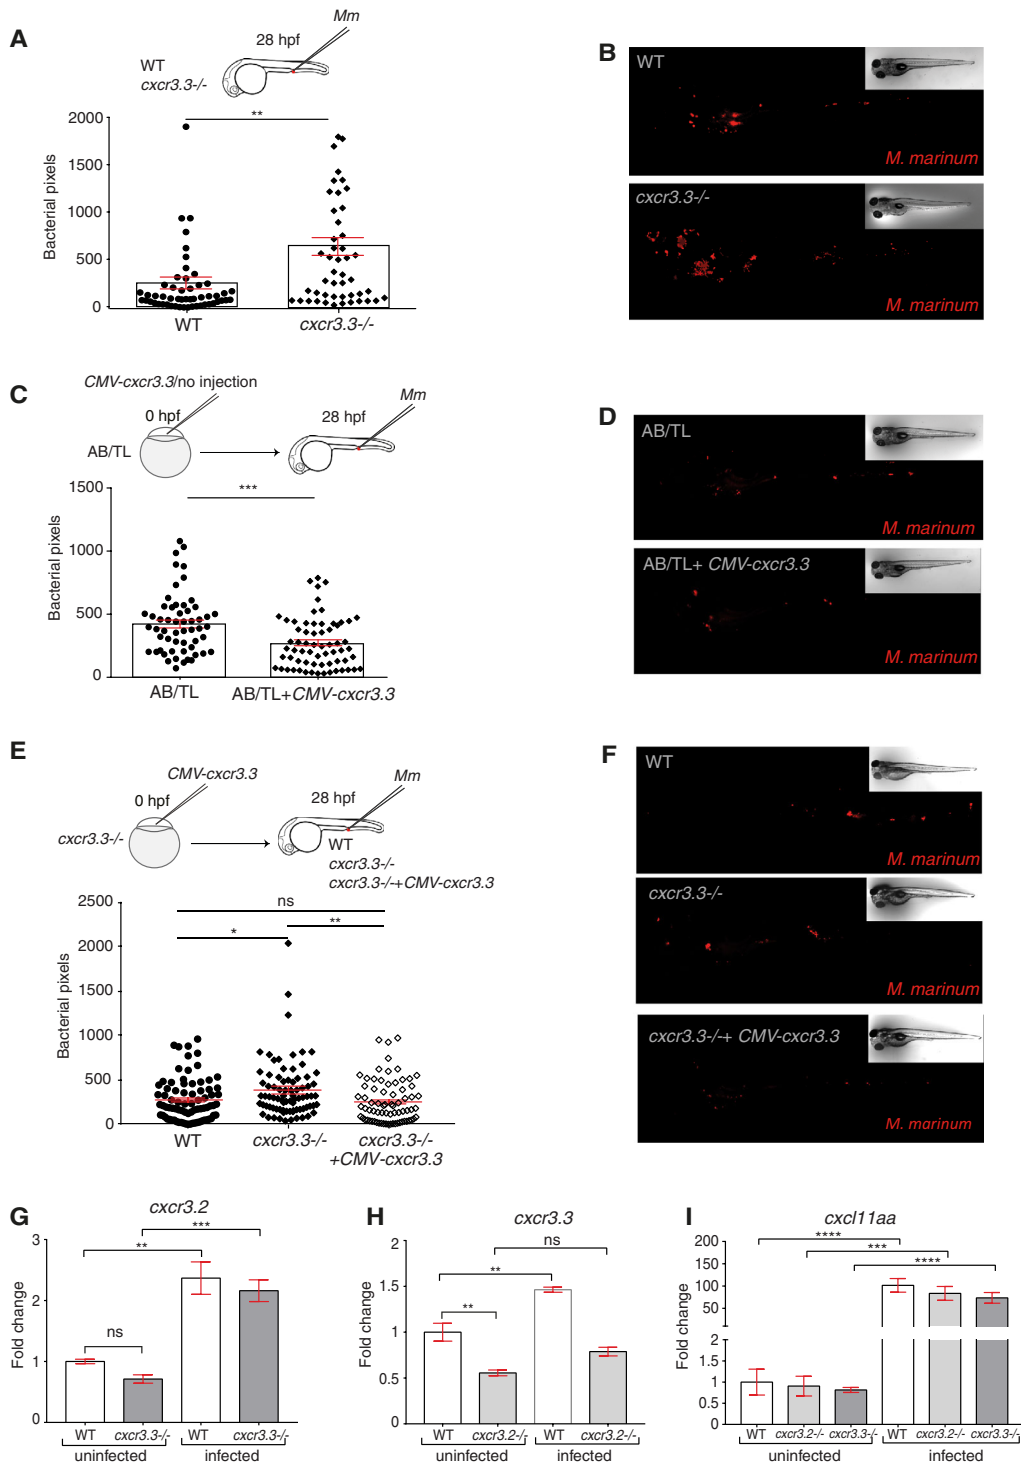 A
Mm
28 hpf
WT
cxcr3.3-/-
**
Bacterial pixels
2000
1500
1000
500
0
WT
cxcr3.3-/-
B
WT
M. marinum
cxcr3.3-/-
M. marinum
C
CMV-cxcr3.3/no injection
0 hpf
28 hpf
Mm
AB/TL
***
Bacterial pixels
1500
1000
500
0
AB/TL
AB/TL+CMV-cxcr3.3
D
AB/TL
M. marinum
AB/TL+ CMV-cxcr3.3
M. marinum
E
CMV-cxcr3.3
0 hpf
28 hpf
Mm
cxcr3.3-/-
WT
cxcr3.3-/-
cxcr3.3-/-+CMV-cxcr3.3
ns
*
**
Bacterial pixels
2500
2000
1500
1000
500
0
WT
cxcr3.3-/-
cxcr3.3-/-
+CMV-cxcr3.3
F
WT
M. marinum
cxcr3.3-/-
M. marinum
cxcr3.3-/-+ CMV-cxcr3.3
M. marinum
G
cxcr3.2
***
**
ns
Fold change
3
2
1
0
WT
cxcr3.3-/-
WT
cxcr3.3-/-
uninfected
infected
H
cxcr3.3
ns
**
**
Fold change
2
1.5
1.0
0.5
0
WT
cxcr3.2-/-
WT
cxcr3.2-/-
uninfected
infected
I
cxcl11aa
****
***
****
Fold change
200
150
100
50
2.0
1.5
1.0
0.5
0
WT
cxcr3.2-/-
cxcr3.3-/-
WT
cxcr3.2-/-
cxcr3.3-/-
uninfected
infected